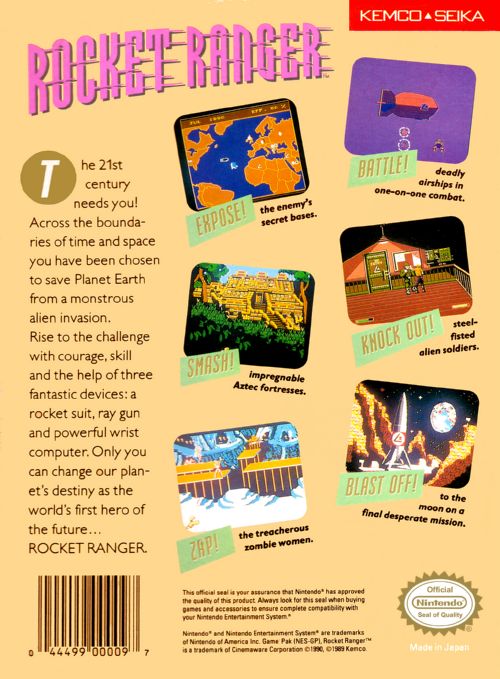 KEMCO▲SEIKA
ROCKET RANGER™
The 21st
century
needs you!
Across the bounda-
ries of time and space
you have been chosen
to save Planet Earth
from a monstrous
alien invasion.
Rise to the challenge
with courage, skill
and the help of three
fantastic devices: a
rocket suit, ray gun
and powerful wrist
computer. Only you
can change our plan-
et's destiny as the
world's first hero of
the future...
ROCKET RANGER.
EXPOSE!
the enemy's
secret bases.
BATTLE!
deadly
airships in
one-on-one combat.
SMASH!
impregnable
Aztec fortresses.
KNOCK OUT!
steel-
fisted
alien soldiers.
ZAP!
the treacherous
zombie women.
BLAST OFF!
to the
moon on a
final desperate mission.
This official seal is your assurance that Nintendo® has approved
the quality of this product. Always look for this seal when buying
games and accessories to ensure complete compatibility with
your Nintendo Entertainment System.®
Nintendo® and Nintendo Entertainment System® are trademarks
of Nintendo of America Inc. Game Pak (NES-GP), Rocket Ranger™
is a trademark of Cinemaware Corporation ©1990, ©1989 Kemco.
Official
Nintendo
Seal of Quality
Made in Japan
0 44499 00009 7